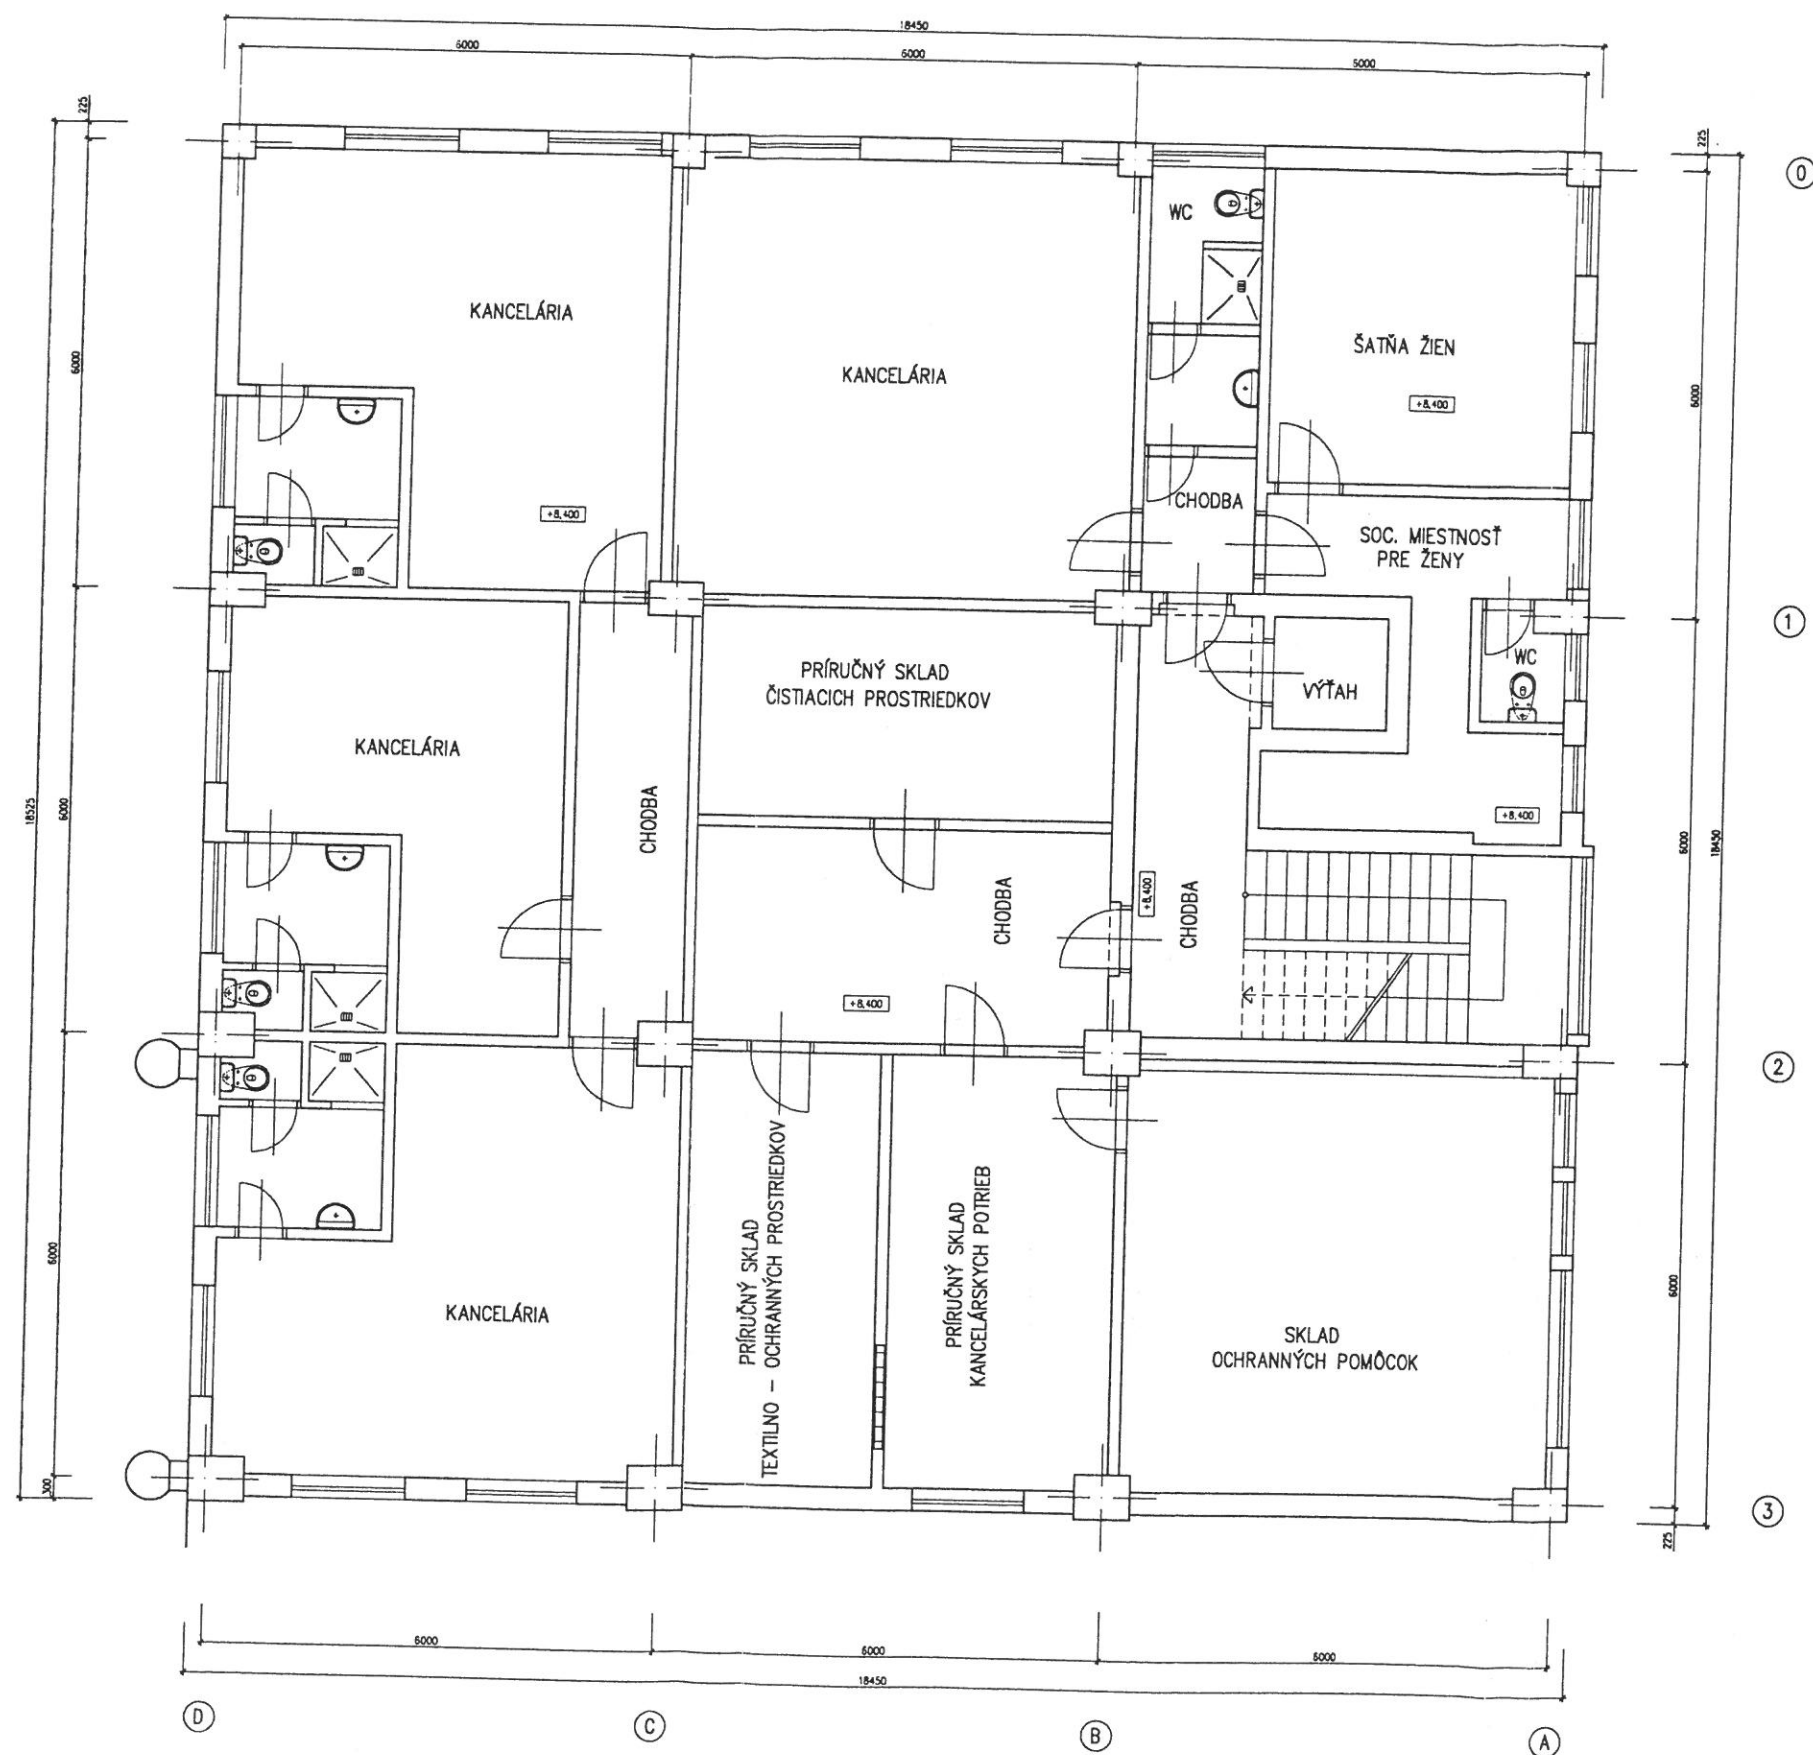 18450
6000
6000
6000
225
225
0
WC
KANCELÁRIA
KANCELÁRIA
ŠATŇA ŽIEN
+8,400
6000
6000
CHODBA
+8,400
SOC. MIESTNOSŤ
PRE ŽENY
1
WC
PRÍRUČNÝ SKLAD
ČISTIACICH PROSTRIEDKOV
VÝŤAH
KANCELÁRIA
CHODBA
18525
6000
+8,400
6000
18450
+8,400
CHODBA
CHODBA
+8,400
2
6000
PRÍRUČNÝ SKLAD
TEXTILNO – OCHRANNÝCH PROSTRIEDKOV
PRÍRUČNÝ SKLAD
KANCELÁRSKYCH POTRIEB
KANCELÁRIA
SKLAD
OCHRANNÝCH POMÔCOK
6000
300
3
225
6000
6000
6000
18450
D
C
B
A